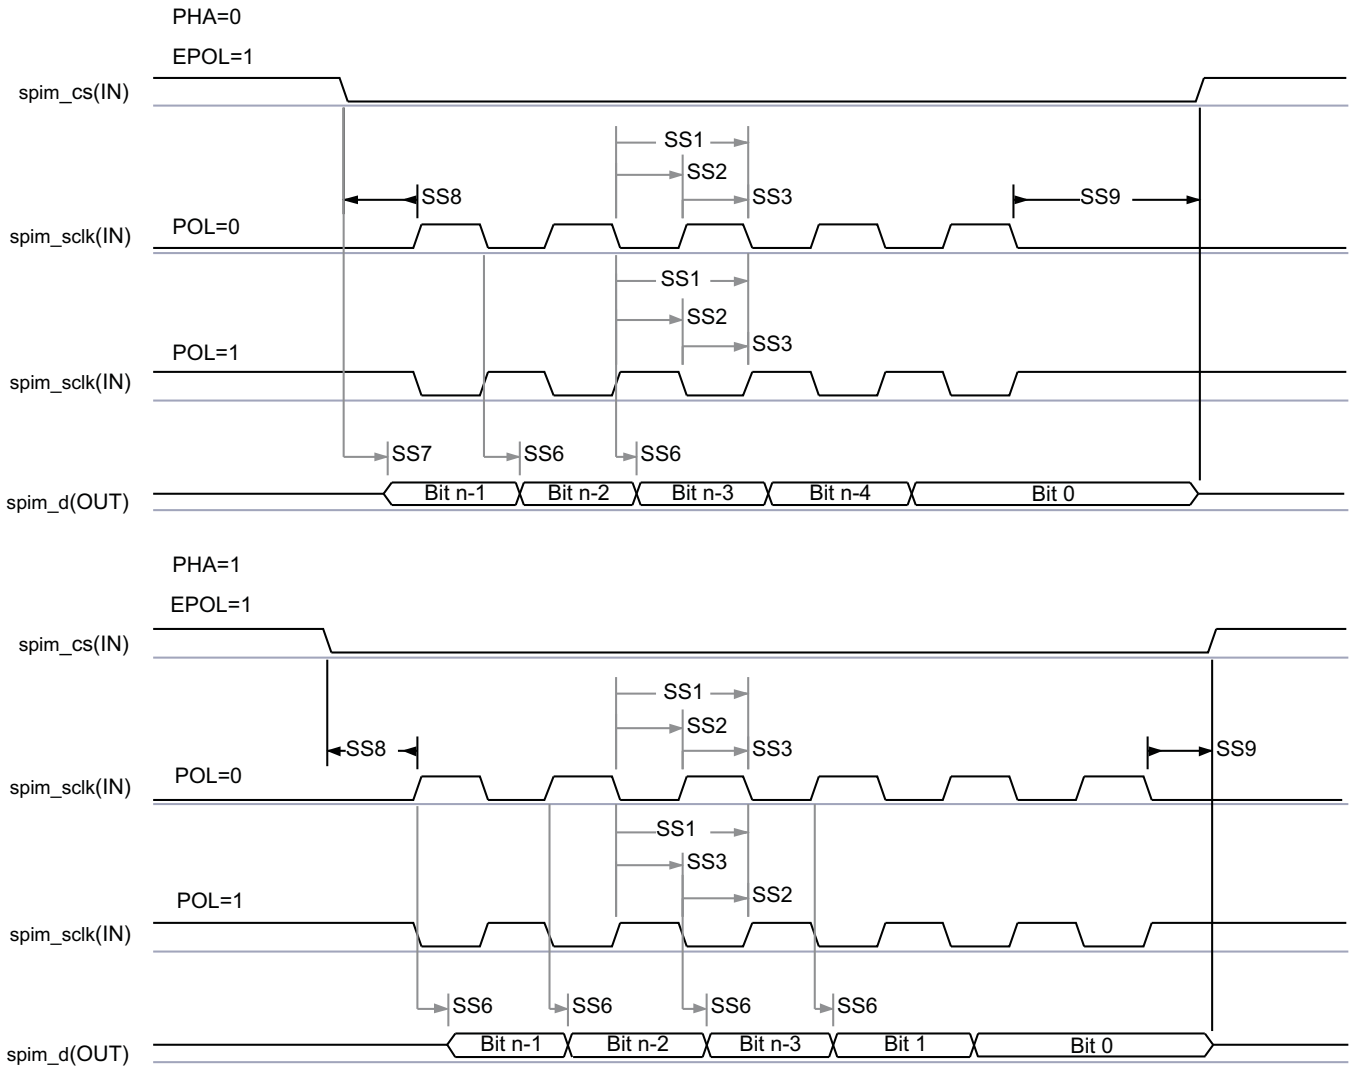 PHA=0
EPOL=1
spim_cs(IN)
SS1
SS2
SS8
SS3
SS9
POL=0
spim_sclk(IN)
SS1
SS2
SS3
POL=1
spim_sclk(IN)
SS7
SS6
SS6
spim_d(OUT)
Bit n-1
Bit n-2
Bit n-3
Bit n-4
Bit 0
PHA=1
EPOL=1
spim_cs(IN)
SS1
SS2
SS8
SS3
SS9
POL=0
spim_sclk(IN)
SS1
SS3
SS2
POL=1
spim_sclk(IN)
SS6
SS6
SS6
SS6
spim_d(OUT)
Bit n-1
Bit n-2
Bit n-3
Bit 1
Bit 0